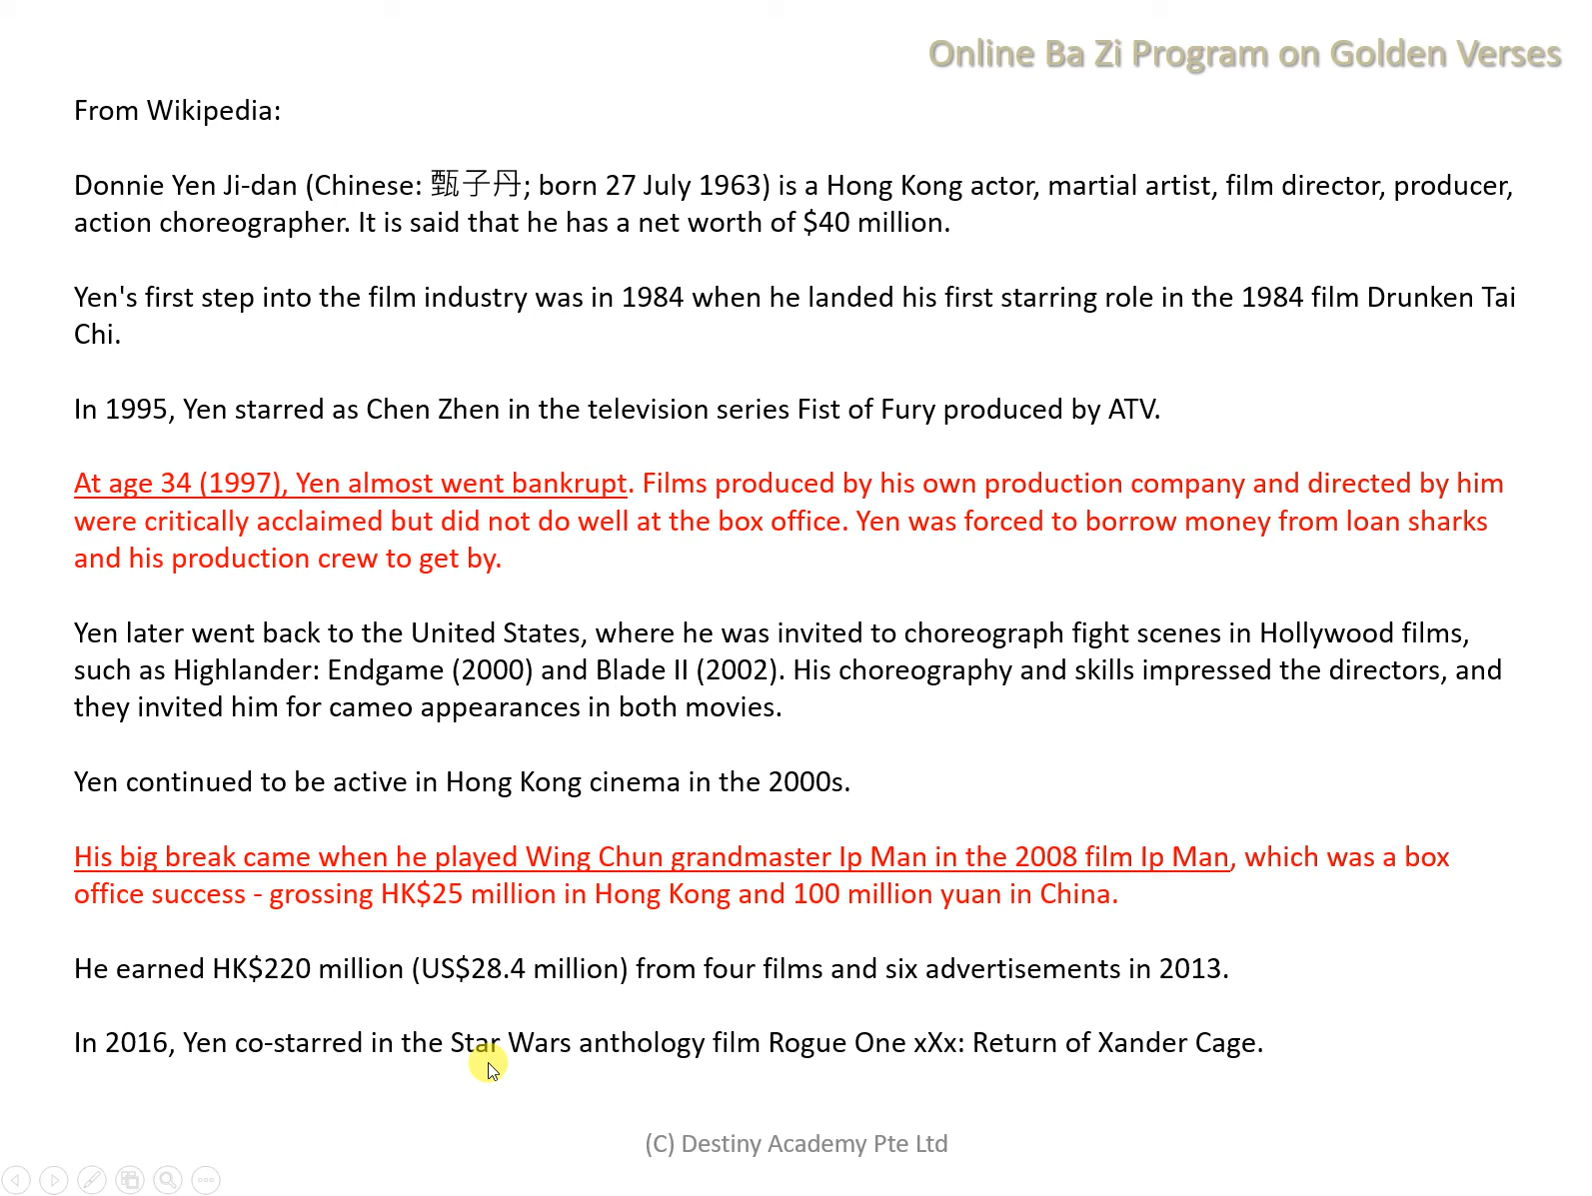 Online Ba Zi Program on Golden Verses
From Wikipedia:
Donnie Yen Ji-dan (Chinese: 甄子丹; born 27 July 1963) is a Hong Kong actor, martial artist, film director, producer,
action choreographer. It is said that he has a net worth of $40 million.
Yen's first step into the film industry was in 1984 when he landed his first starring role in the 1984 film Drunken Tai
Chi.
In 1995, Yen starred as Chen Zhen in the television series Fist of Fury produced by ATV.
At age 34 (1997), Yen almost went bankrupt. Films produced by his own production company and directed by him
were critically acclaimed but did not do well at the box office. Yen was forced to borrow money from loan sharks
and his production crew to get by.
Yen later went back to the United States, where he was invited to choreograph fight scenes in Hollywood films,
such as Highlander: Endgame (2000) and Blade II (2002). His choreography and skills impressed the directors, and
they invited him for cameo appearances in both movies.
Yen continued to be active in Hong Kong cinema in the 2000s.
His big break came when he played Wing Chun grandmaster Ip Man in the 2008 film Ip Man, which was a box
office success - grossing HK$25 million in Hong Kong and 100 million yuan in China.
He earned HK$220 million (US$28.4 million) from four films and six advertisements in 2013.
In 2016, Yen co-starred in the Star Wars anthology film Rogue One xXx: Return of Xander Cage.
(C) Destiny Academy Pte Ltd